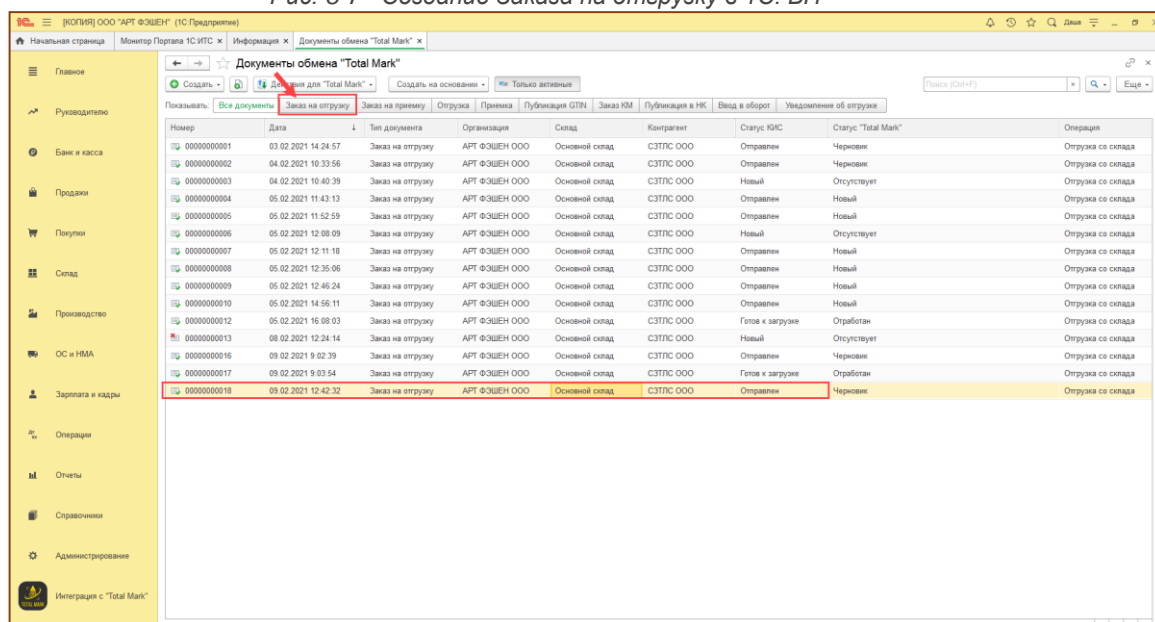 Рис. 8-7 - Создание Заказа на отгрузку в 1С: БП
1С [КОПИЯ] ООО "АРТ ФЭШЕН" (1С:Предприятие) Даша
Начальная страница Монитор Портала 1С:ИТС × Информация × Документы обмена "Total Mark" ×
Главное
Руководителю
Банк и касса
Продажи
Покупки
Склад
Производство
ОС и НМА
Зарплата и кадры
Операции
Отчеты
Справочники
Администрирование
TOTAL MARK
Интеграция с "Total Mark"
Документы обмена "Total Mark"
Создать Действия для "Total Mark" Создать на основании Только активные Поиск (Ctrl+F) × Еще
Показывать: Все документы Заказ на отгрузку Заказ на приемку Отгрузка Приемка Публикация GTIN Заказ КМ Публикация в НК Ввод в оборот Уведомление об отгрузке
Номер Дата ↓ Тип документа Организация Склад Контрагент Статус КИС Статус "Total Mark" Операция
00000000001 03.02.2021 14:24:57 Заказ на отгрузку АРТ ФЭШЕН ООО Основной склад СЗТЛС ООО Отправлен Черновик Отгрузка со склада
00000000002 04.02.2021 10:33:56 Заказ на отгрузку АРТ ФЭШЕН ООО Основной склад СЗТЛС ООО Отправлен Черновик Отгрузка со склада
00000000003 04.02.2021 10:40:39 Заказ на отгрузку АРТ ФЭШЕН ООО Основной склад СЗТЛС ООО Новый Отсутствует Отгрузка со склада
00000000004 05.02.2021 11:43:13 Заказ на отгрузку АРТ ФЭШЕН ООО Основной склад СЗТЛС ООО Отправлен Новый Отгрузка со склада
00000000005 05.02.2021 11:52:59 Заказ на отгрузку АРТ ФЭШЕН ООО Основной склад СЗТЛС ООО Отправлен Новый Отгрузка со склада
00000000006 05.02.2021 12:08:09 Заказ на отгрузку АРТ ФЭШЕН ООО Основной склад СЗТЛС ООО Новый Отсутствует Отгрузка со склада
00000000007 05.02.2021 12:11:18 Заказ на отгрузку АРТ ФЭШЕН ООО Основной склад СЗТЛС ООО Отправлен Новый Отгрузка со склада
00000000008 05.02.2021 12:35:06 Заказ на отгрузку АРТ ФЭШЕН ООО Основной склад СЗТЛС ООО Отправлен Новый Отгрузка со склада
00000000009 05.02.2021 12:46:24 Заказ на отгрузку АРТ ФЭШЕН ООО Основной склад СЗТЛС ООО Отправлен Новый Отгрузка со склада
00000000010 05.02.2021 14:56:11 Заказ на отгрузку АРТ ФЭШЕН ООО Основной склад СЗТЛС ООО Отправлен Новый Отгрузка со склада
00000000012 05.02.2021 16:08:03 Заказ на отгрузку АРТ ФЭШЕН ООО Основной склад СЗТЛС ООО Готов к загрузке Отработан Отгрузка со склада
00000000013 08.02.2021 12:24:14 Заказ на отгрузку АРТ ФЭШЕН ООО Основной склад СЗТЛС ООО Новый Отсутствует Отгрузка со склада
00000000016 09.02.2021 9:02:39 Заказ на отгрузку АРТ ФЭШЕН ООО Основной склад СЗТЛС ООО Отправлен Черновик Отгрузка со склада
00000000017 09.02.2021 9:03:54 Заказ на отгрузку АРТ ФЭШЕН ООО Основной склад СЗТЛС ООО Готов к загрузке Отработан Отгрузка со склада
00000000018 09.02.2021 12:42:32 Заказ на отгрузку АРТ ФЭШЕН ООО Основной склад СЗТЛС ООО Отправлен Черновик Отгрузка со склада